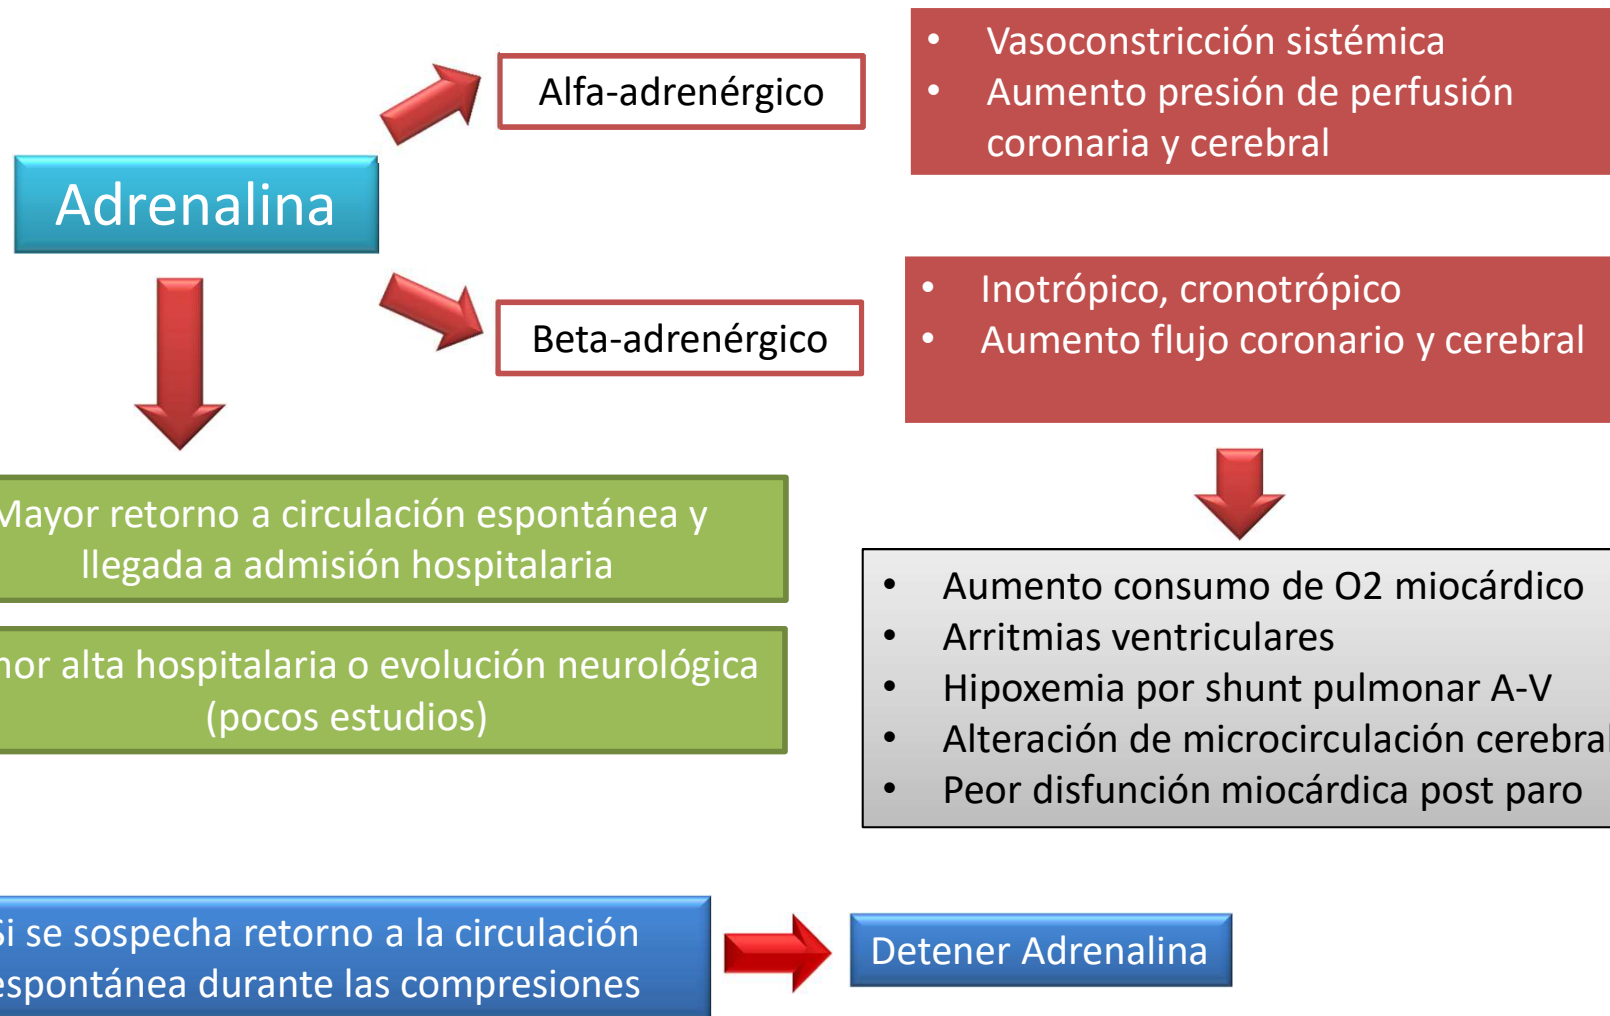 Alfa-adrenérgico
• Vasoconstricción sistémica
• Aumento presión de perfusión
coronaria y cerebral
Adrenalina
Beta-adrenérgico
• Inotrópico, cronotrópico
• Aumento flujo coronario y cerebral
Mayor retorno a circulación espontánea y
llegada a admisión hospitalaria
alta hospitalaria o evolución neurológica
(pocos estudios)
• Aumento consumo de O2 miocárdico
• Arritmias ventriculares
• Hipoxemia por shunt pulmonar A-V
• Alteración de microcirculación cerebral
• Peor disfunción miocárdica post paro
Si se sospecha retorno a la circulación
espontánea durante las compresiones
Detener Adrenalina